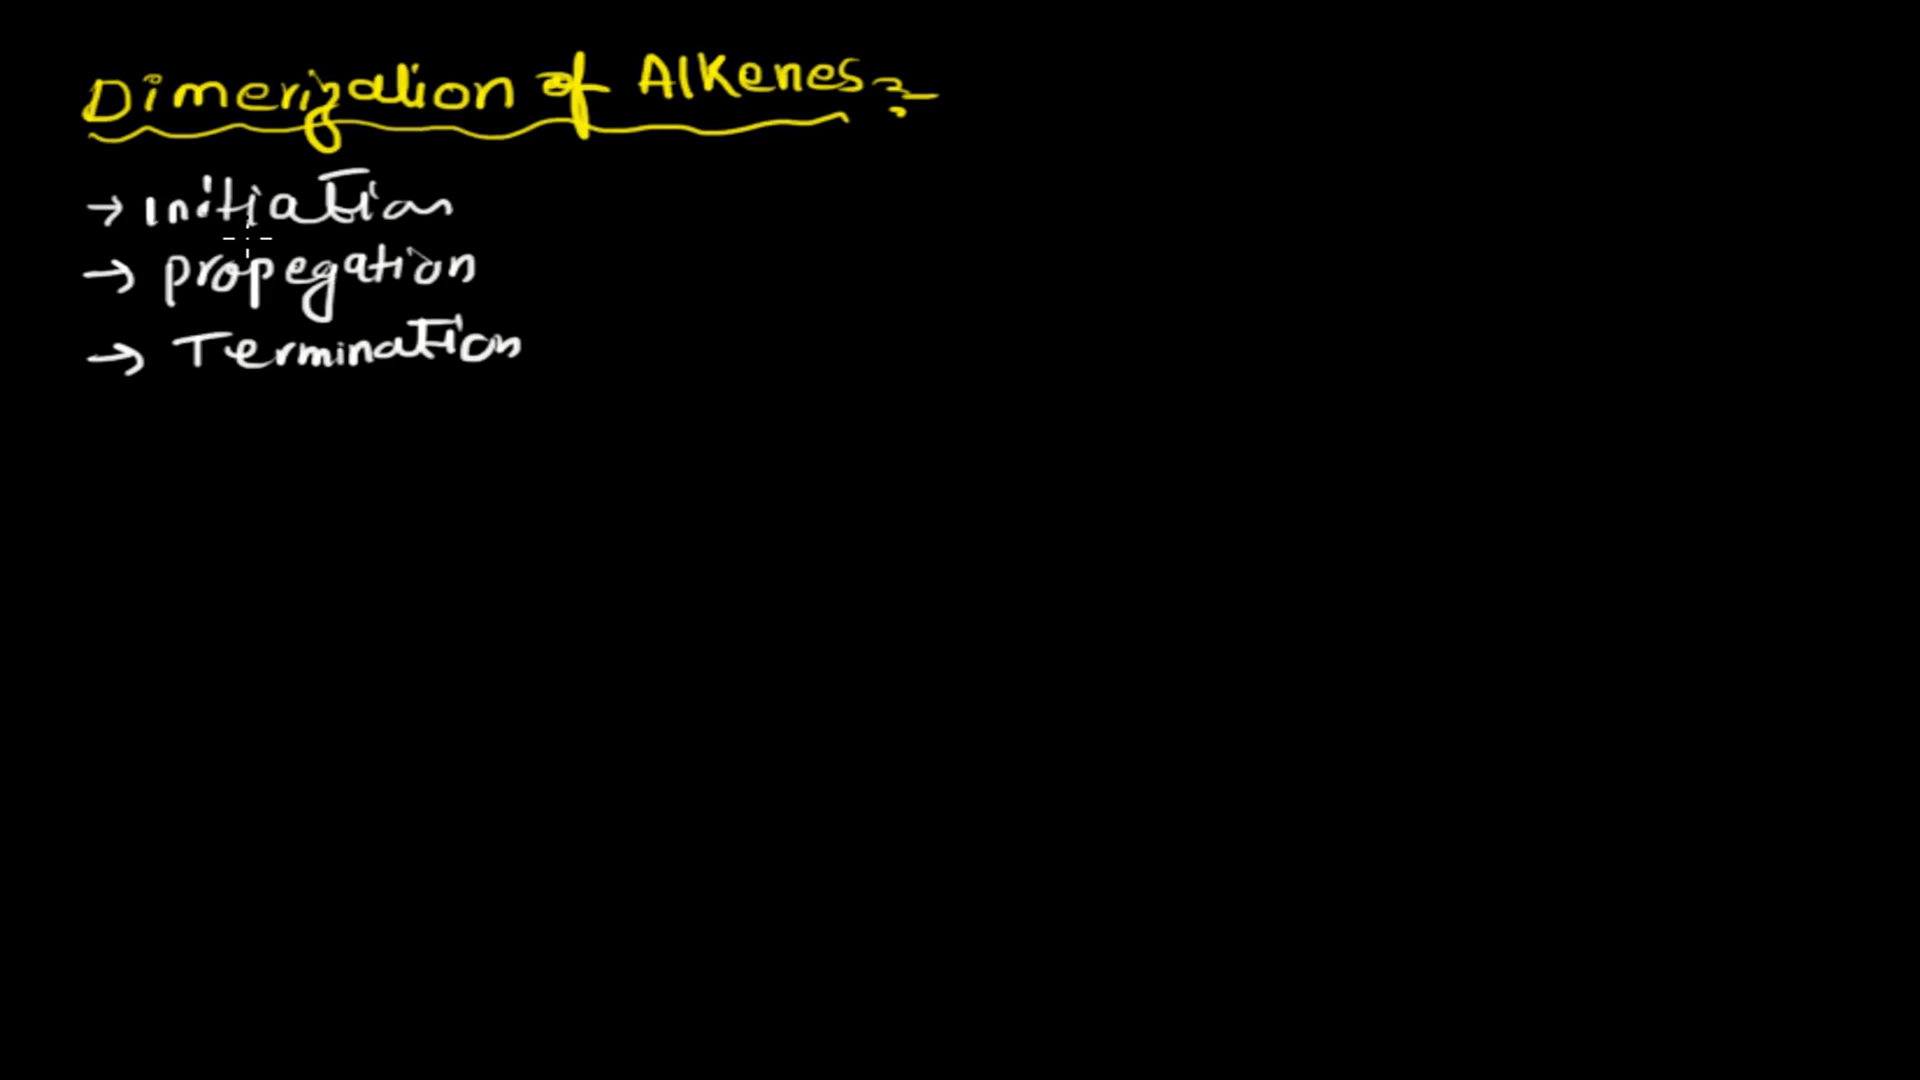 Dimerization of Alkenes :-
→ Initiation
→ propegation
→ Termination